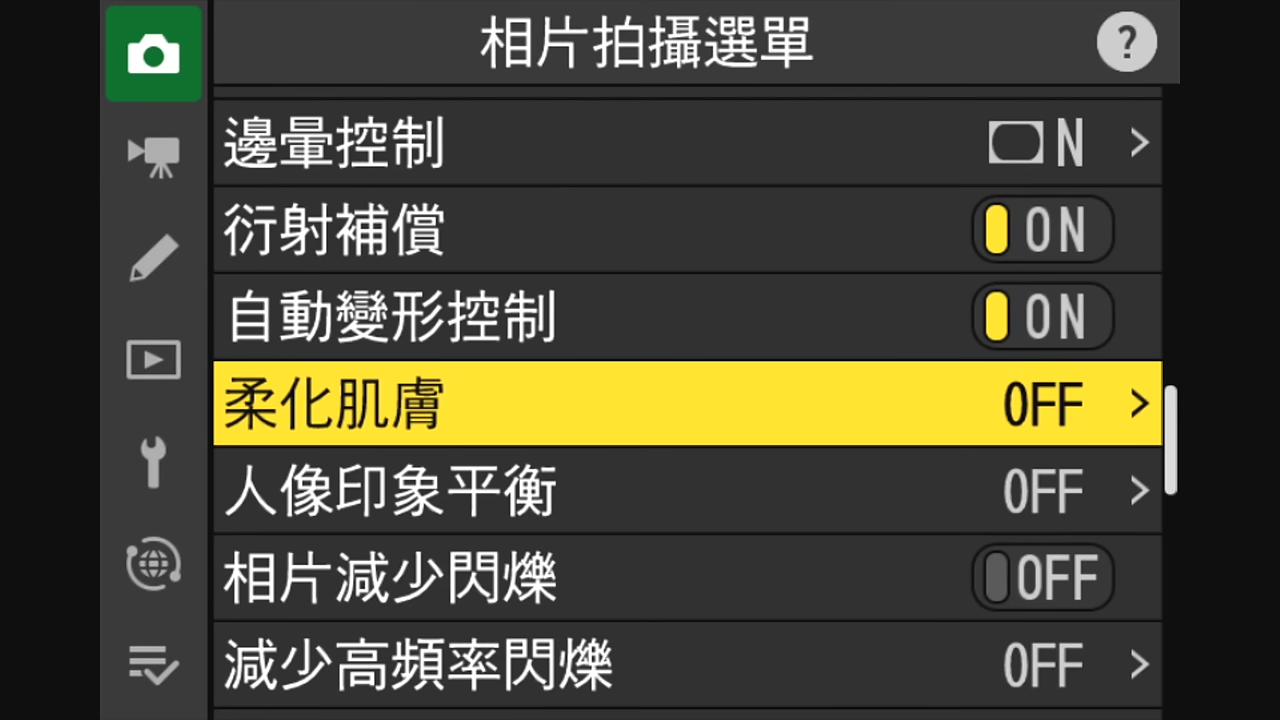 相片拍攝選單
?
邊暈控制 N
衍射補償 ON
自動變形控制 ON
柔化肌膚 OFF
人像印象平衡 OFF
相片減少閃爍 OFF
減少高頻率閃爍 OFF